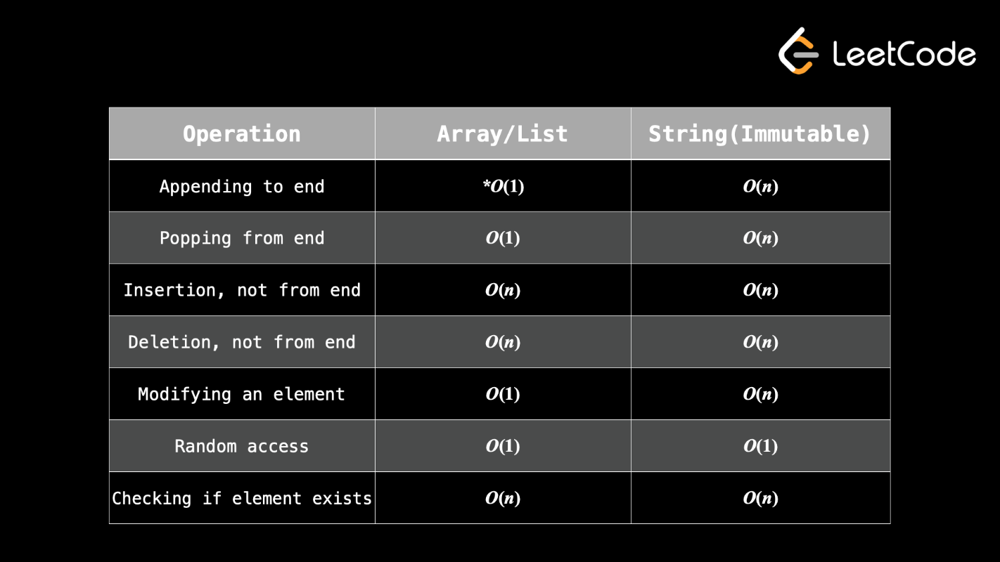 LeetCode
Operation Array/List String(Immutable)
Appending to end *O(1) O(n)
Popping from end O(1) O(n)
Insertion, not from end O(n) O(n)
Deletion, not from end O(n) O(n)
Modifying an element O(1) O(n)
Random access O(1) O(1)
Checking if element exists O(n) O(n)